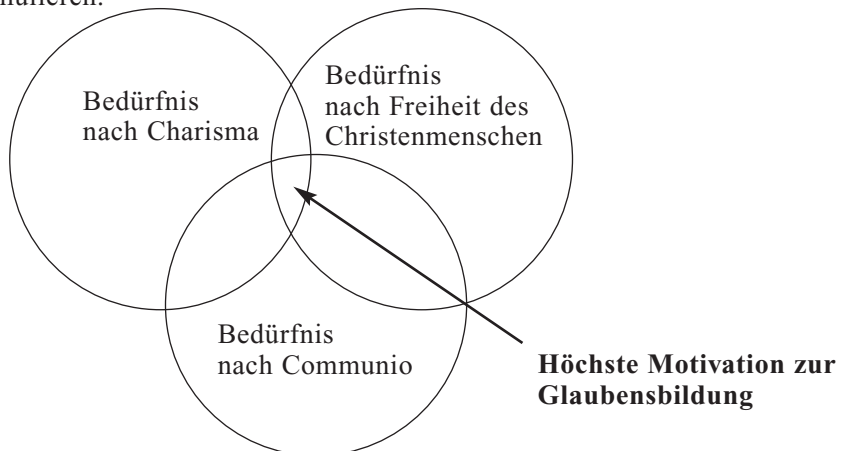 Bedürfnis
nach Charisma
Bedürfnis
nach Freiheit des
Christenmenschen
Bedürfnis
nach Communio
Höchste Motivation zur
Glaubensbildung